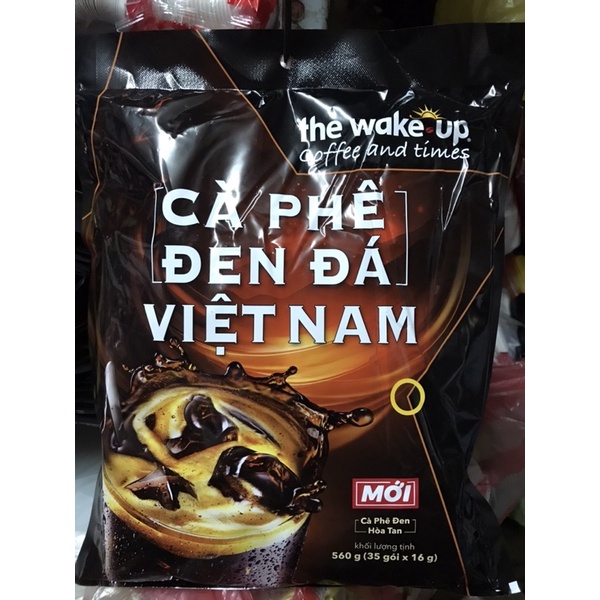 the wake·up
Coffee and times
CÀ PHÊ
ĐEN ĐÁ
VIỆT NAM
MỚI
Cà Phê Đen
Hòa Tan
khối lượng tịnh
560 g (35 gói x 16 g)